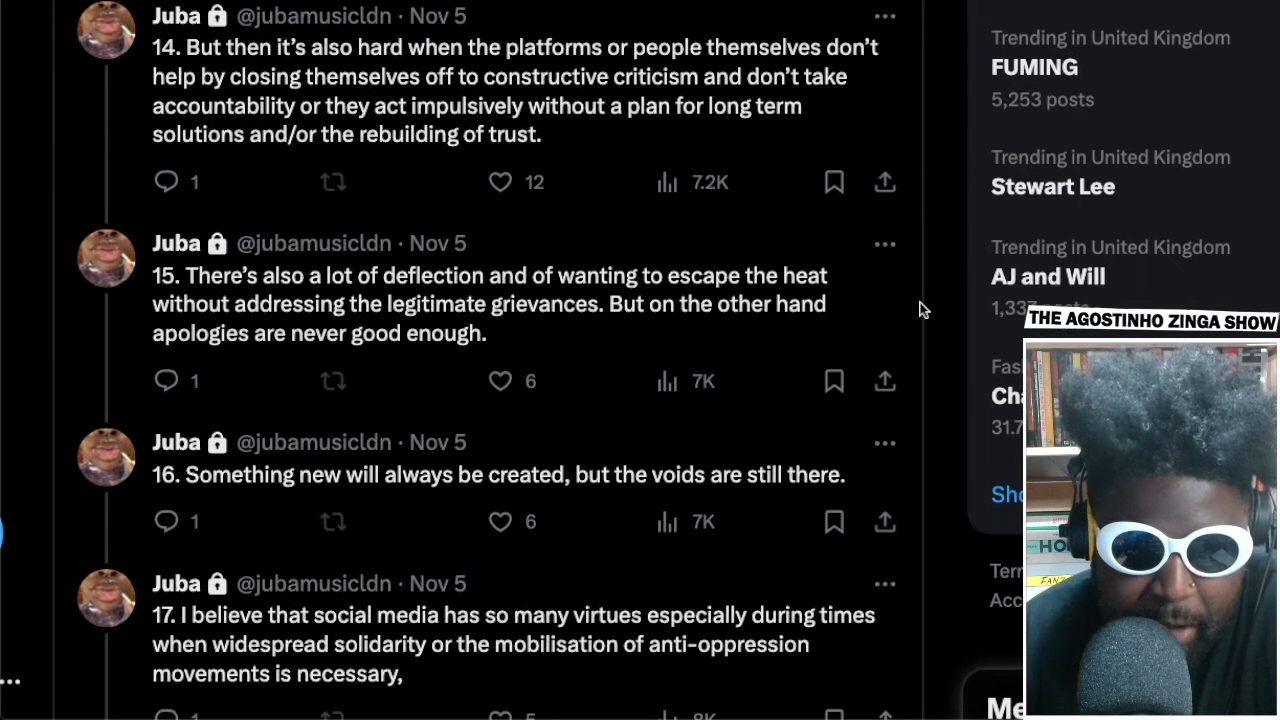 Juba @jubamusicldn · Nov 5
14. But then it's also hard when the platforms or people themselves don't
help by closing themselves off to constructive criticism and don't take
accountability or they act impulsively without a plan for long term
solutions and/or the rebuilding of trust.
1 12 7.2K
Juba @jubamusicldn · Nov 5
15. There's also a lot of deflection and of wanting to escape the heat
without addressing the legitimate grievances. But on the other hand
apologies are never good enough.
1 6 7K
Juba @jubamusicldn · Nov 5
16. Something new will always be created, but the voids are still there.
1 6 7K
Juba @jubamusicldn · Nov 5
17. I believe that social media has so many virtues especially during times
when widespread solidarity or the mobilisation of anti-oppression
movements is necessary,
Trending in United Kingdom
FUMING
5,253 posts
Trending in United Kingdom
Stewart Lee
Trending in United Kingdom
AJ and Will
1,337 posts
THE AGOSTINHO ZINGA SHOW
31.7